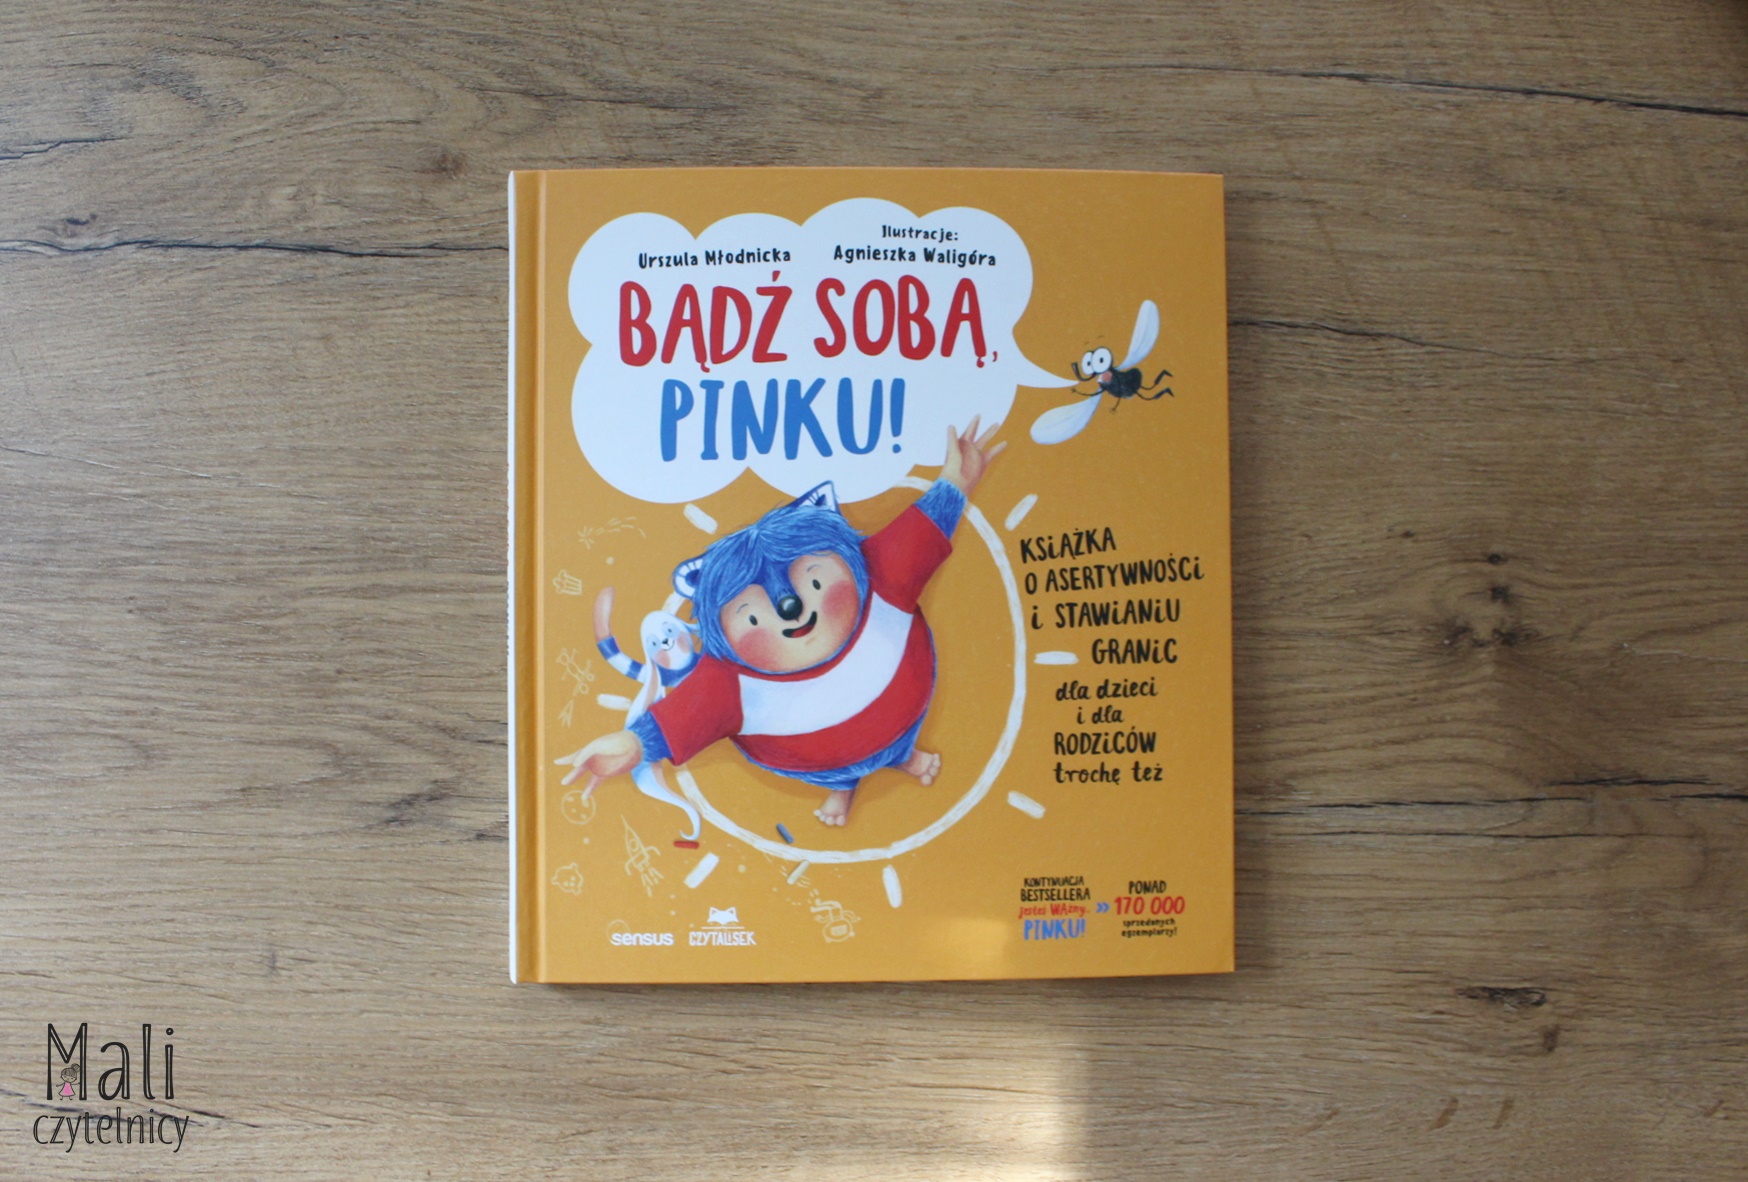 Urszula Młodnicka
Ilustracje:
Agnieszka Waligóra
BĄDŹ SOBĄ,
PINKU!
KSiĄŻKA
O ASERTYWNOŚCi
i STAWiANiU
GRANiC
dla dzieci
i dla
RODZiCÓW
trochę też
KONTYNUACJA
BESTSELLERA
Jesteś WAżny,
PINKU!
»
PONAD
170 000
sprzedanych
egzemplarzy!
sensus
CZYTALISEK
Mali
czytelnicy